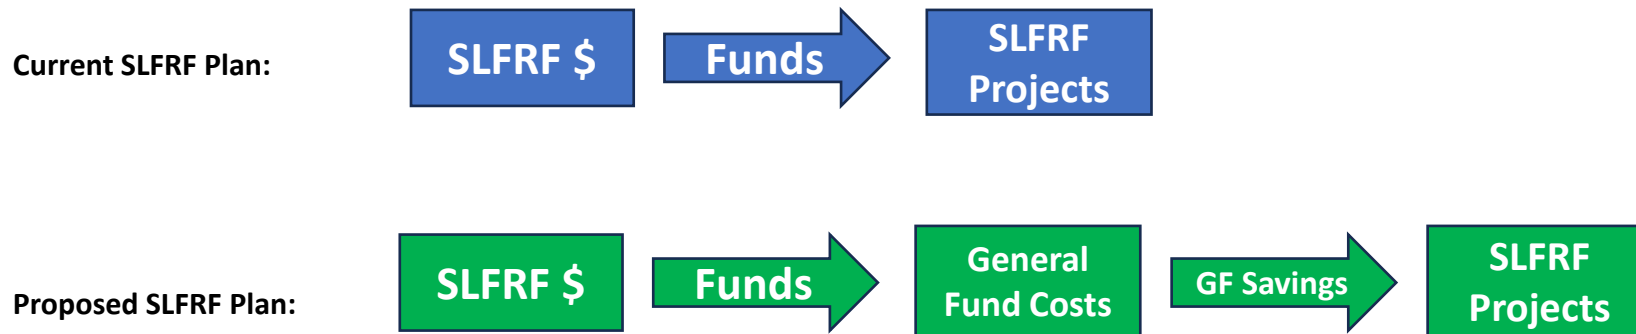 Current SLFRF Plan:
SLFRF $
Funds
SLFRF
Projects
Proposed SLFRF Plan:
SLFRF $
Funds
General
Fund Costs
GF Savings
SLFRF
Projects